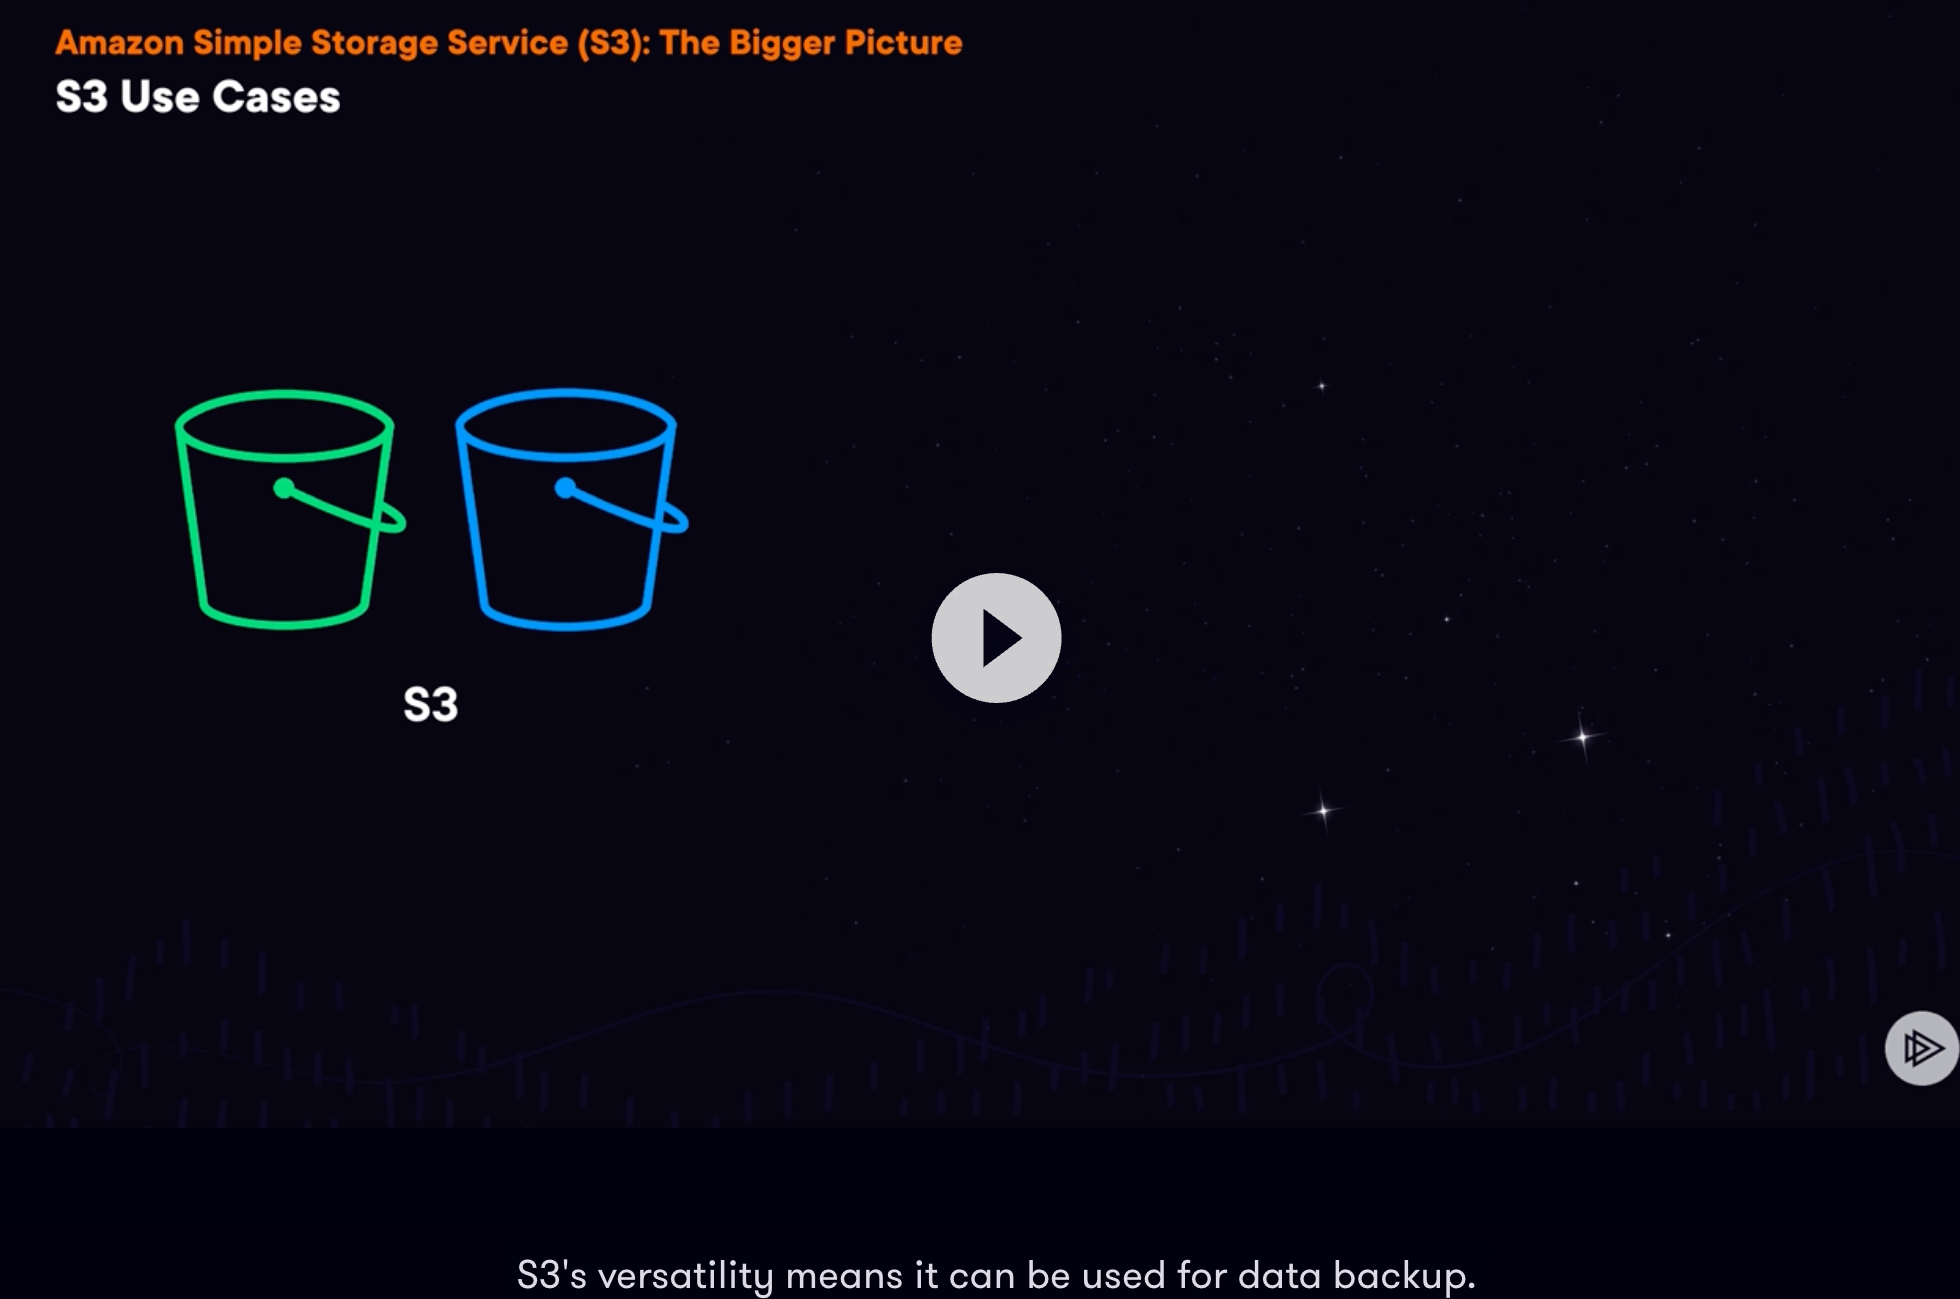 Amazon Simple Storage Service (S3): The Bigger Picture
S3 Use Cases
S3
S3's versatility means it can be used for data backup.